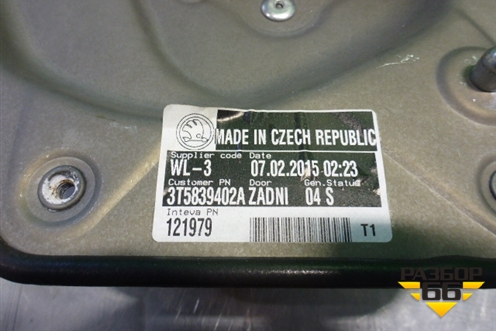 MADE IN CZECH REPUBLIC
Supplier code Date
WL-3 07.02.2015 02:23
Customer PN Door Gen.Status
3T5839402A ZADNI 04 S
Inteva PN
121979 T1
РАЗБОР
66